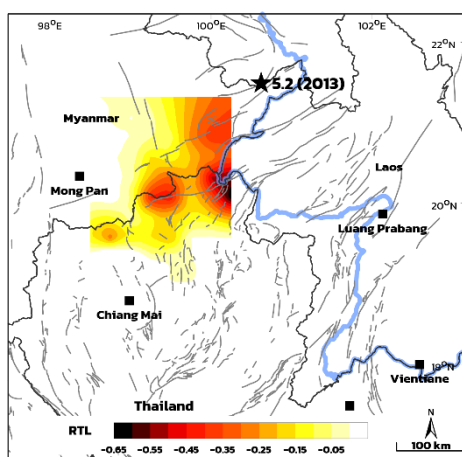 98°E 100°E 102°E
22°N
5.2 (2013)
Myanmar
Laos
Mong Pan
20°N
Luang Prabang
Chiang Mai
18°N
Vientiane
Thailand
RTL
N
-0.65 -0.55 -0.45 -0.35 -0.25 -0.15 -0.05
100 km